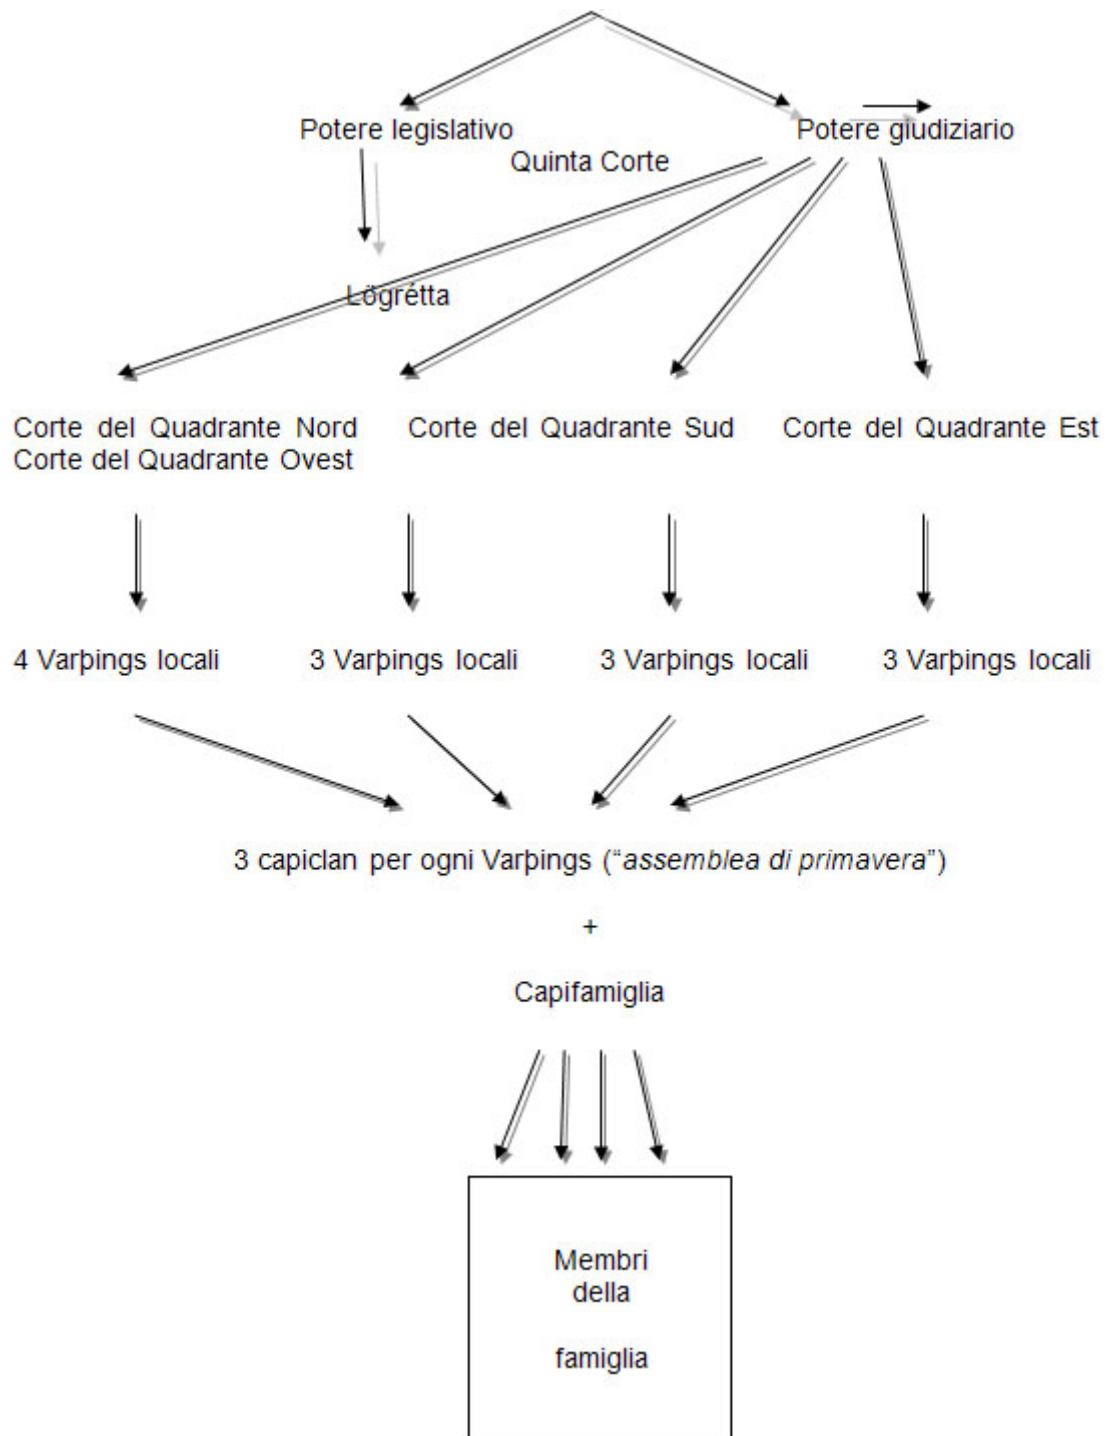 Potere legislativo
Potere giudiziario
Quinta Corte
Lögrétta
Corte del Quadrante Nord
Corte del Quadrante Sud
Corte del Quadrante Est
Corte del Quadrante Ovest
4 Varþings locali
3 Varþings locali
3 Varþings locali
3 Varþings locali
3 capiclan per ogni Varþings (“assemblea di primavera”)
+
Capifamiglia
Membri
della
famiglia